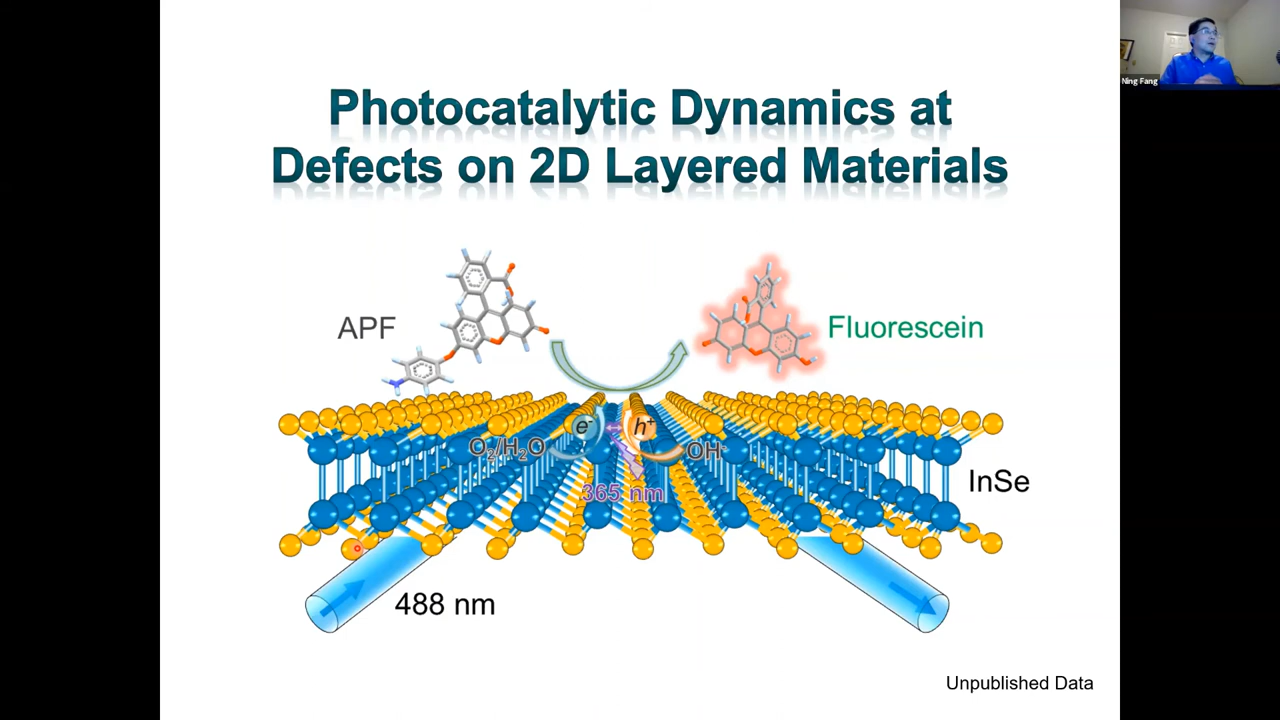 Ning Fang
Photocatalytic Dynamics at
Defects on 2D Layered Materials
APF
Fluorescein
e⁻
h⁺
O₂/H₂O
OH⁻
365 nm
InSe
488 nm
Unpublished Data